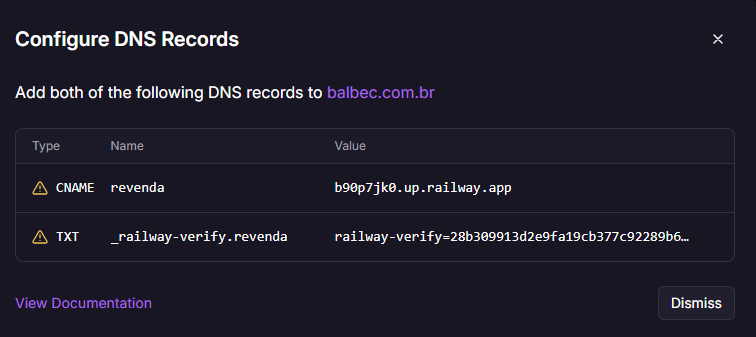 Configure DNS Records
Add both of the following DNS records to balbec.com.br
Type Name Value
CNAME revenda b90p7jk0.up.railway.app
TXT _railway-verify.revenda railway-verify=28b309913d2e9fa19cb377c92289b6…
View Documentation Dismiss